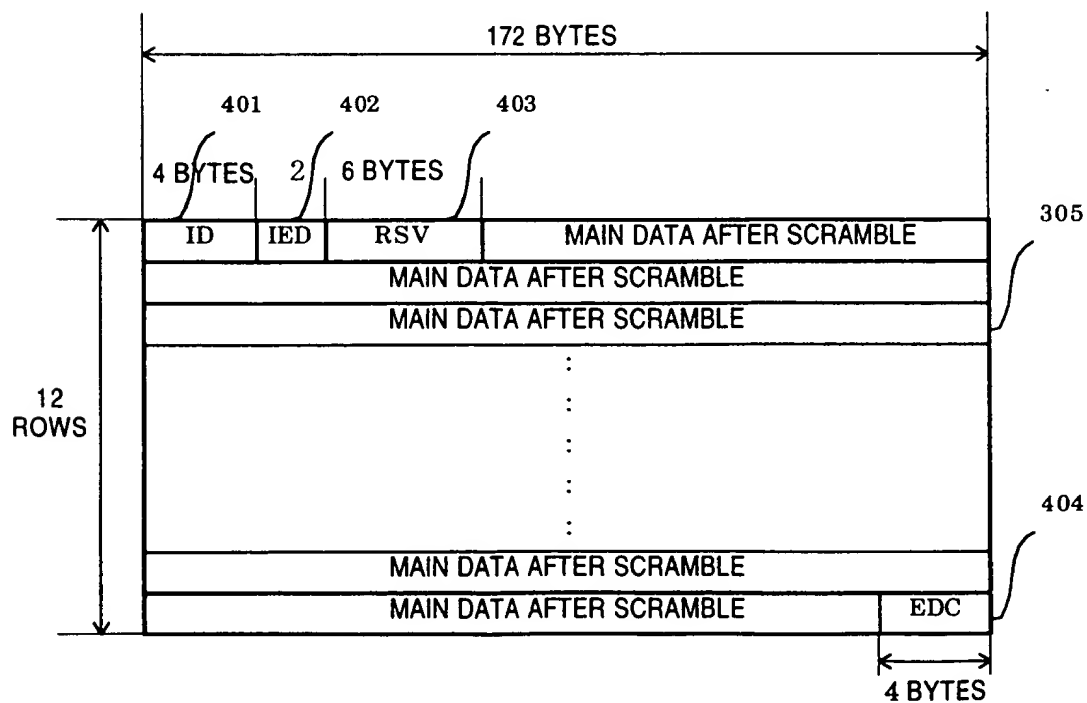 172 BYTES
401 402 403
4 BYTES 2 6 BYTES
305
ID IED RSV MAIN DATA AFTER SCRAMBLE
MAIN DATA AFTER SCRAMBLE
MAIN DATA AFTER SCRAMBLE
12
ROWS
404
MAIN DATA AFTER SCRAMBLE
MAIN DATA AFTER SCRAMBLE EDC
4 BYTES